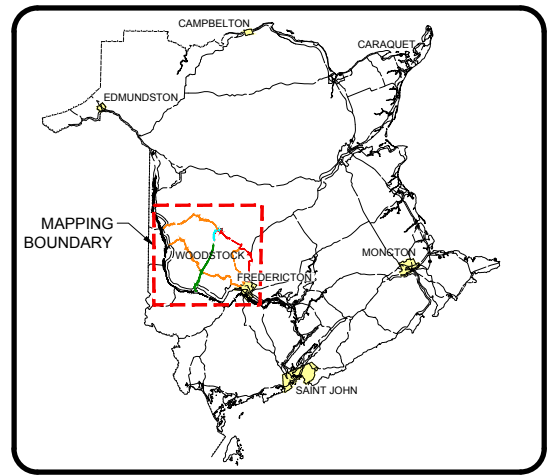 CAMPBELTON
CARAQUET
EDMUNDSTON
MAPPING
BOUNDARY
WOODSTOCK
FREDERICTON
MONCTON
SAINT JOHN